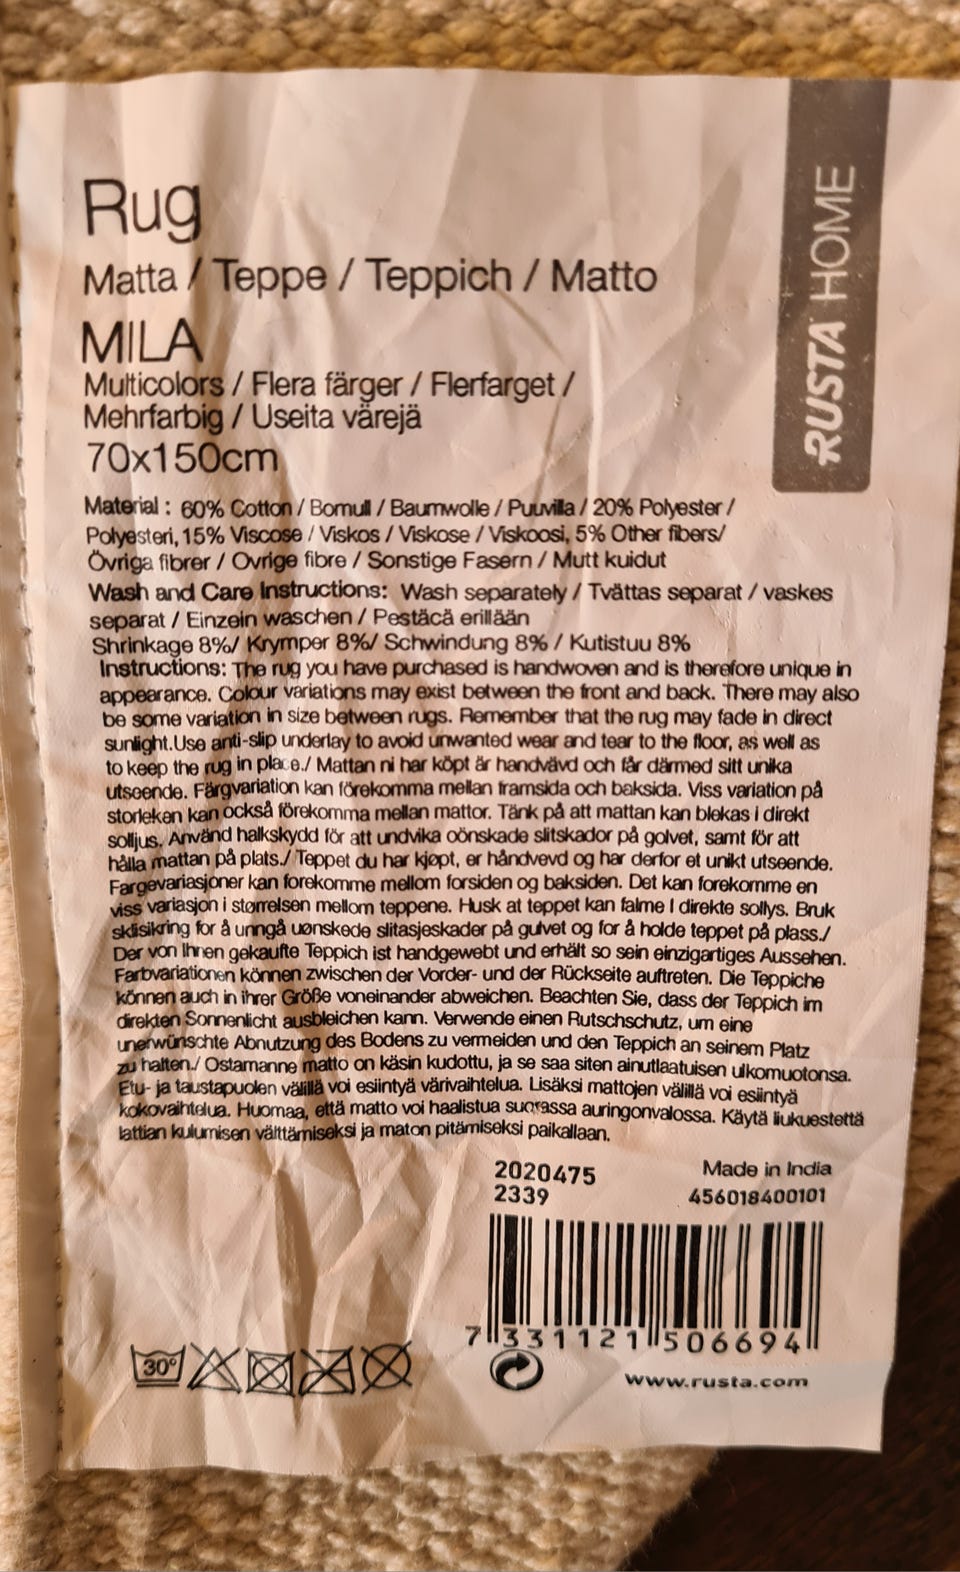 RUSTA HOME
Rug
Matta / Teppe / Teppich / Matto
MILA
Multicolors / Flera färger / Flerfarget /
Mehrfarbig / Useita värejä
70x150cm
Material : 60% Cotton / Bomull / Baumwolle / Puuvilla / 20% Polyester /
Polyesteri, 15% Viscose / Viskos / Viskose / Viskoosi, 5% Other fibers/
Övriga fibrer / Ovrige fibre / Sonstige Fasern / Mutt kuidut
Wash and Care Instructions: Wash separately / Tvättas separat / vaskes
separat / Einzeln waschen / Pestäcä erillään
Shrinkage 8%/ Krymper 8%/ Schwindung 8% / Kutistuu 8%
Instructions: The rug you have purchased is handwoven and is therefore unique in
appearance. Colour variations may exist between the front and back. There may also
be some variation in size between rugs. Remember that the rug may fade in direct
sunlight.Use anti-slip underlay to avoid unwanted wear and tear to the floor, as well as
to keep the rug in place./ Mattan ni har köpt är handvävd och får därmed sitt unika
utseende. Färgvariation kan förekomma mellan framsida och baksida. Viss variation på
storleken kan också förekomma mellan mattor. Tänk på att mattan kan blekas i direkt
solljus. Använd halkskydd för att undvika oönskade slitskador på golvet, samt för att
hålla mattan på plats./ Teppet du har kjøpt, er håndvevd og har derfor et unikt utseende.
Fargevariasjoner kan forekomme mellom forsiden og baksiden. Det kan forekomme en
viss variasjon i størrelsen mellom teppene. Husk at teppet kan falme I direkte sollys. Bruk
sklisikring for å unngå uønskede slitasjeskader på gulvet og for å holde teppet på plass./
Der von Ihnen gekaufte Teppich ist handgewebt und erhält so sein einzigartiges Aussehen.
Farbvariationen können zwischen der Vorder- und der Rückseite auftreten. Die Teppiche
können auch in ihrer Größe voneinander abweichen. Beachten Sie, dass der Teppich im
direkten Sonnenlicht ausbleichen kann. Verwende einen Rutschschutz, um eine
unerwünschte Abnutzung des Bodens zu vermeiden und den Teppich an seinem Platz
zu halten./ Ostamanne matto on käsin kudottu, ja se saa siten ainutlaatuisen ulkomuotonsa.
Etu- ja taustapuolen välillä voi esiintyä värivaihtelua. Lisäksi mattojen välillä voi esiintyä
kokovaihtelua. Huomaa, että matto voi haalistua suorassa auringonvalossa. Käytä liukuestettä
lattian kulumisen välttämiseksi ja maton pitämiseksi paikallaan.
2020475
2339
Made in India
456018400101
7 331121 506694
30°
www.rusta.com